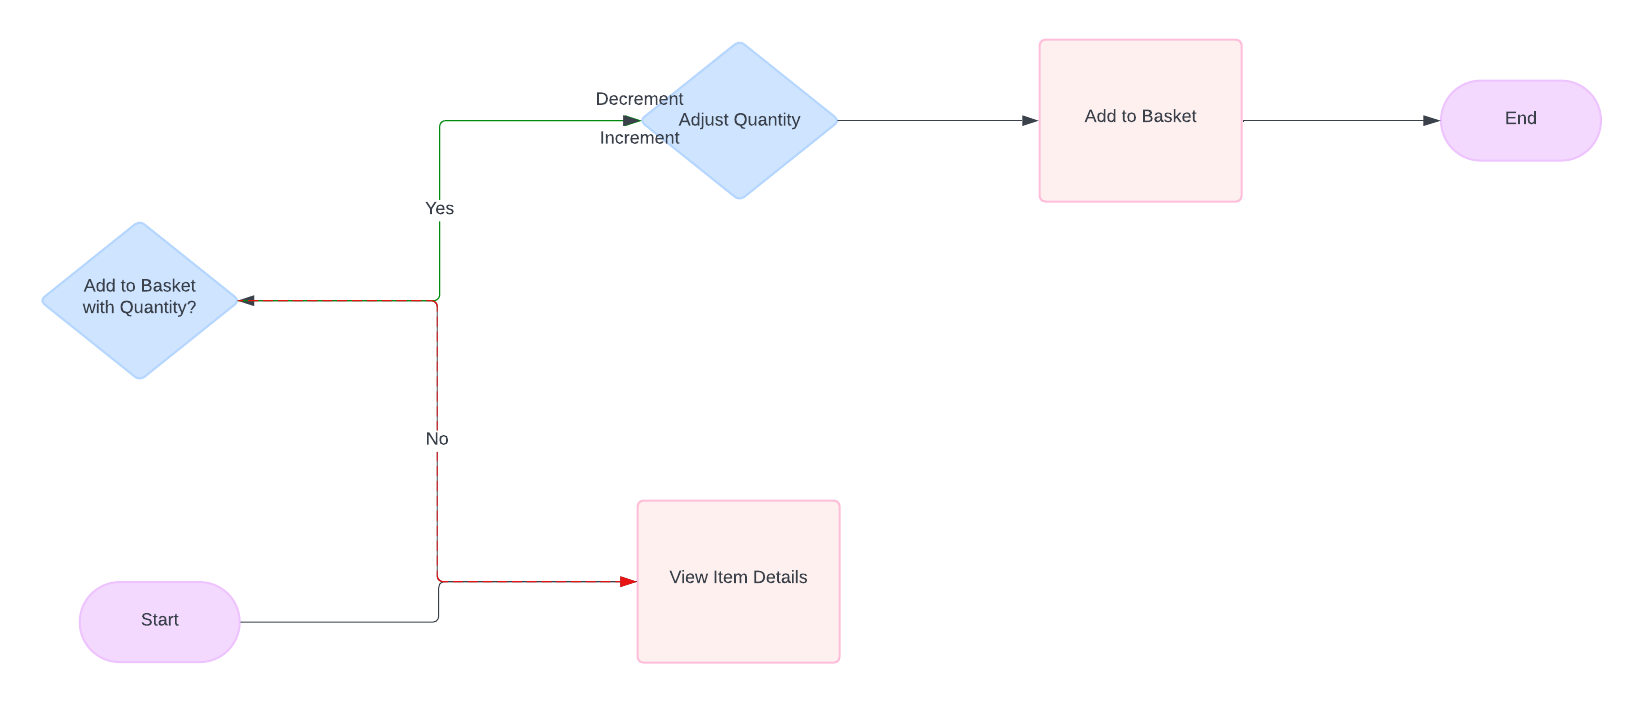 Decrement
Adjust Quantity
Increment
Add to Basket
End
Yes
Add to Basket
with Quantity?
No
View Item Details
Start